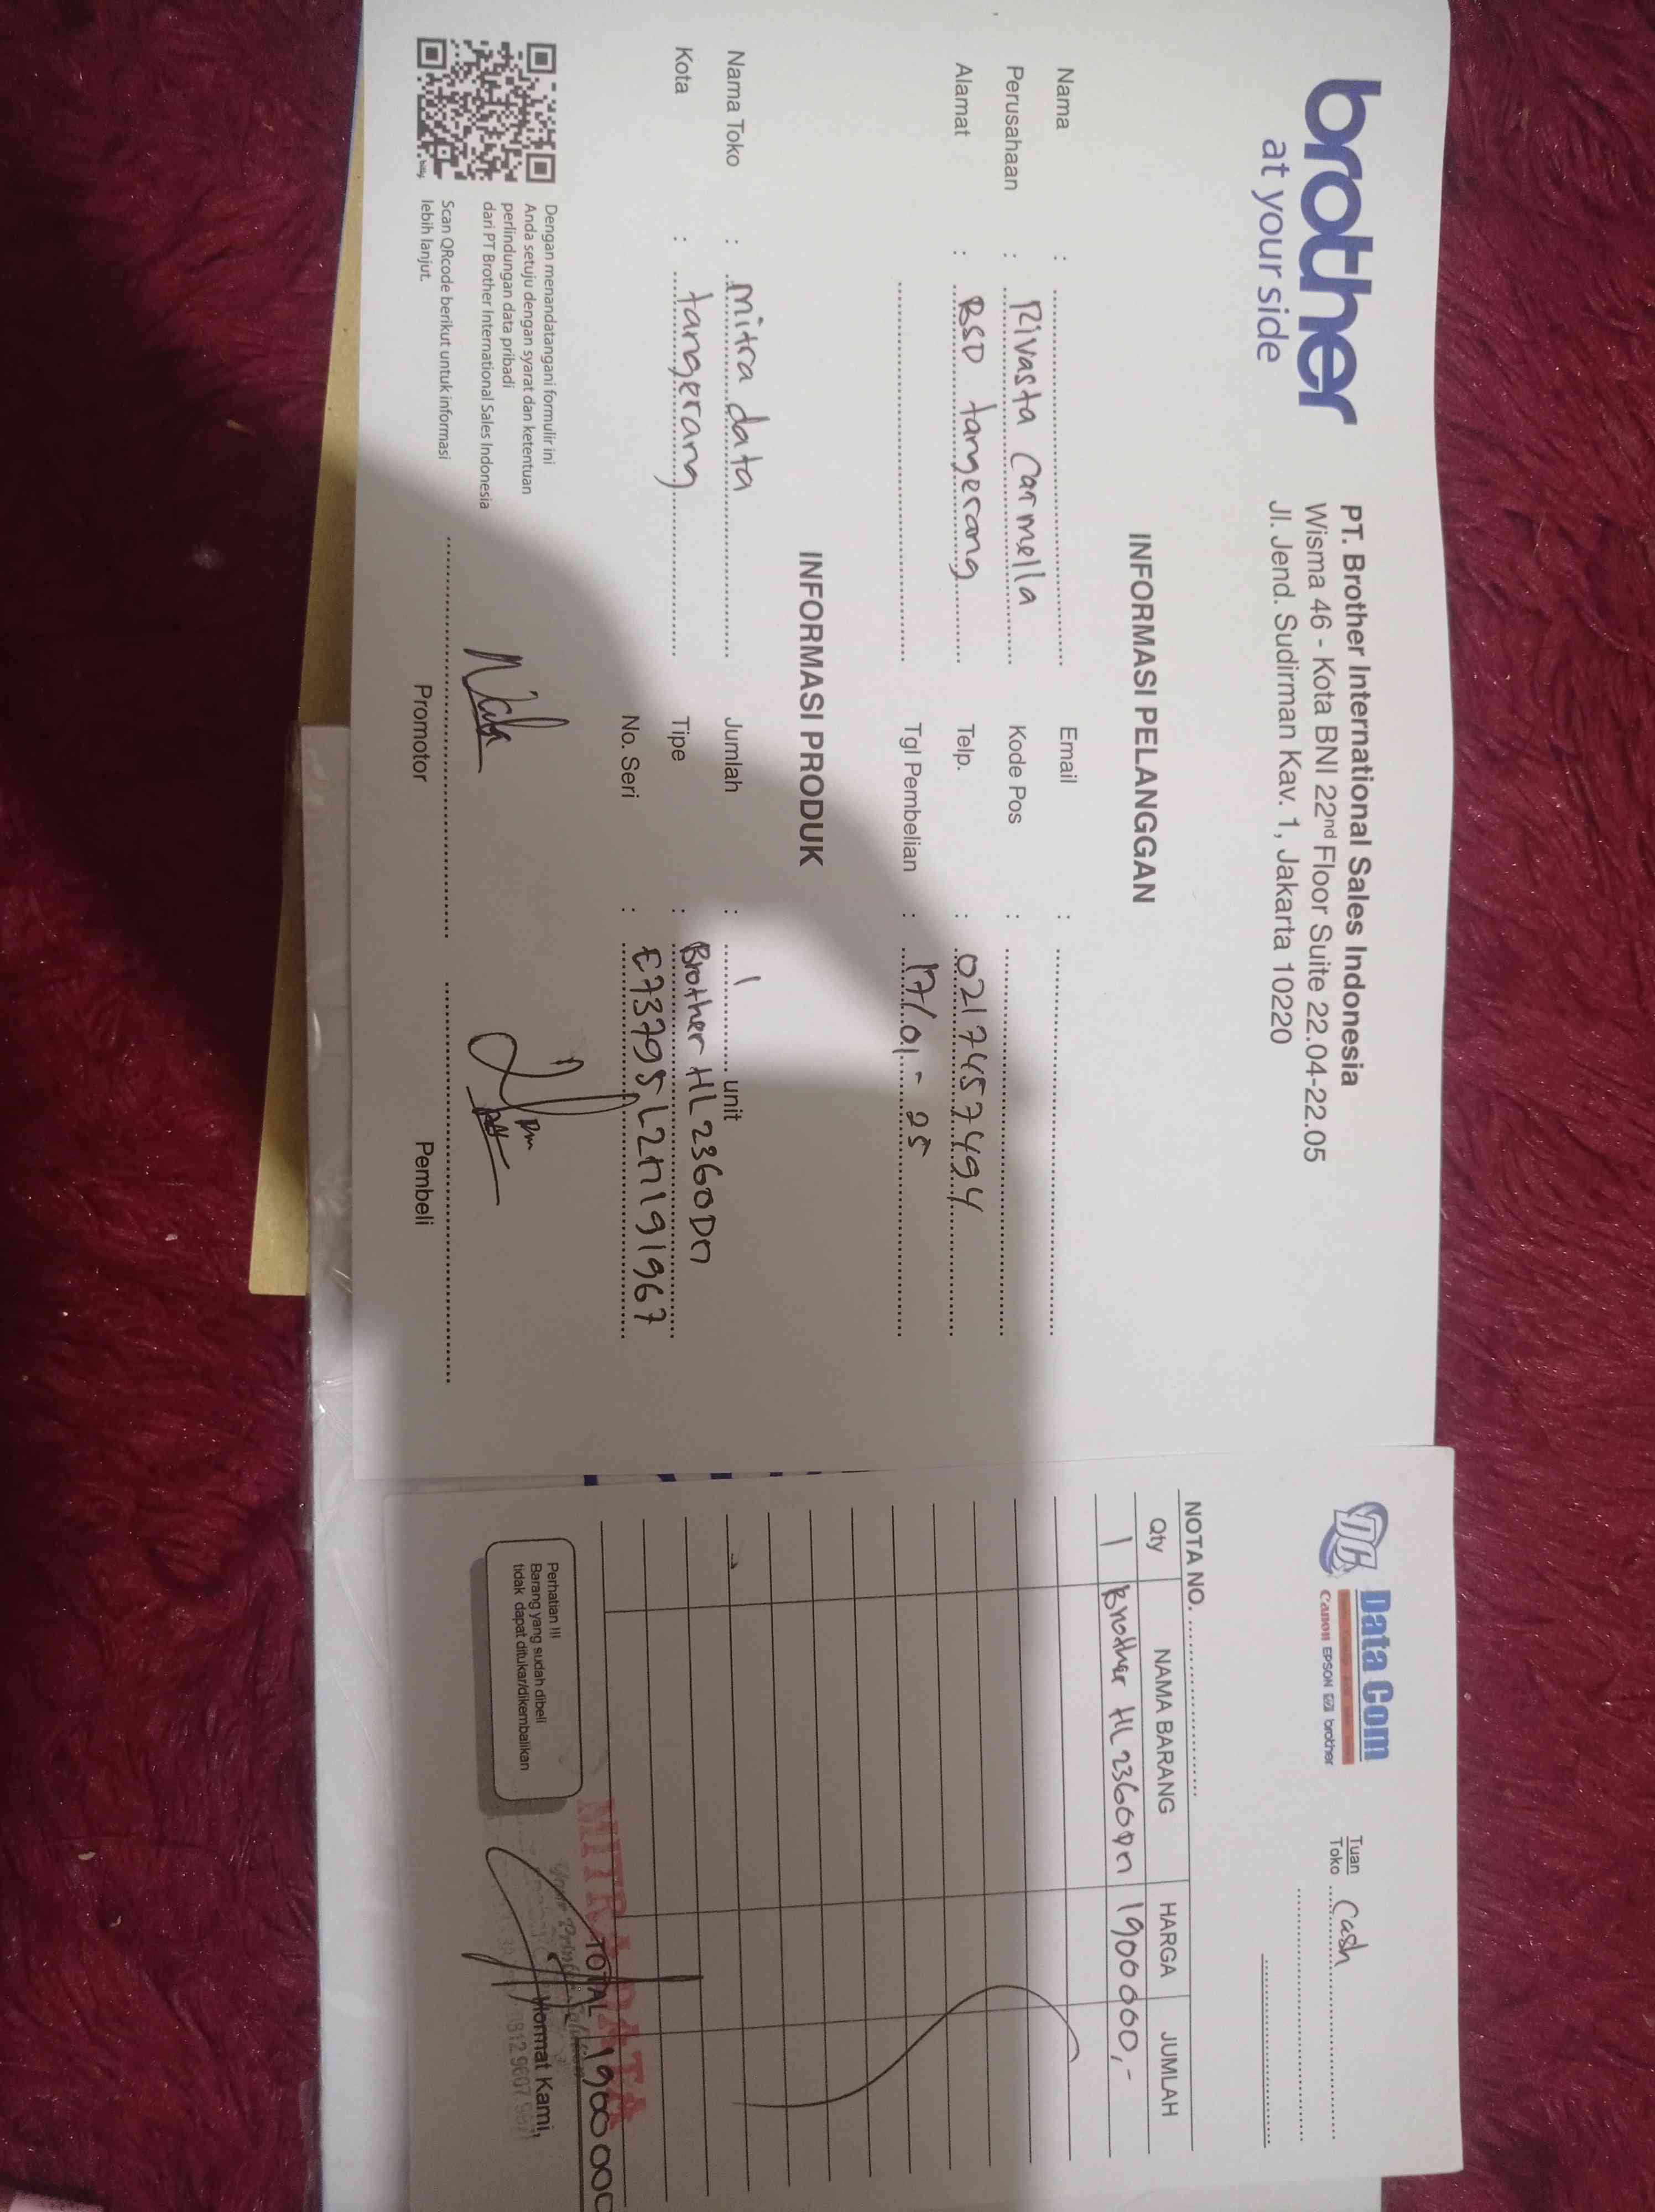 brother
at your side
PT. Brother International Sales Indonesia
Wisma 46 - Kota BNI 22nd Floor Suite 22.04-22.05
Jl. Jend. Sudirman Kav. 1, Jakarta 10220
INFORMASI PELANGGAN
Nama :
Email :
Perusahaan : Rivasta Carmella
Kode Pos :
Alamat : BSD tangerang
Telp. : 02174957494
Tgl Pembelian : 17/01 - 25
INFORMASI PRODUK
Nama Toko : mitra data
Jumlah : 1 unit
Kota : tangerang
Tipe : Brother HL2360Dn
No. Seri : E73795L2N191967
Dengan menandatangani formulir ini
Anda setuju dengan syarat dan ketentuan
perlindungan data pribadi
dari PT Brother International Sales Indonesia
Scan QRcode berikut untuk informasi
lebih lanjut.
Promotor
Pembeli
Data Com
Canon EPSON brother
Tuan
Toko Cash
NOTA NO.
Qty NAMA BARANG HARGA JUMLAH
1 Brother HL2360Dn 1900000,-
TOTAL 1900000
MITRA DATA
Perhatian !!!
Barang yang sudah dibeli
tidak dapat ditukar/dikembalikan
Hormat Kami,